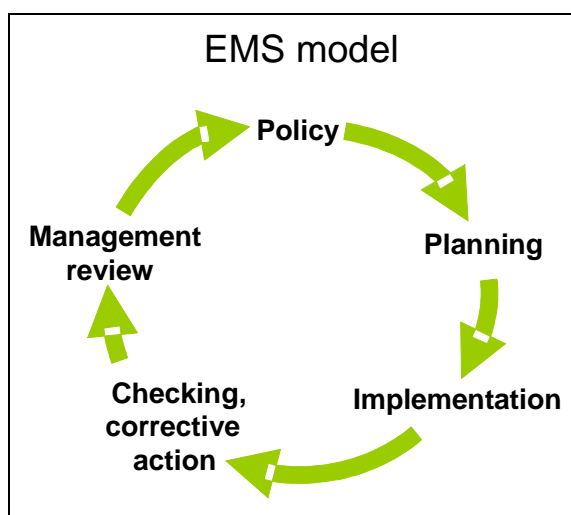 EMS model
Policy
Planning
Implementation
Checking,
corrective
action
Management
review